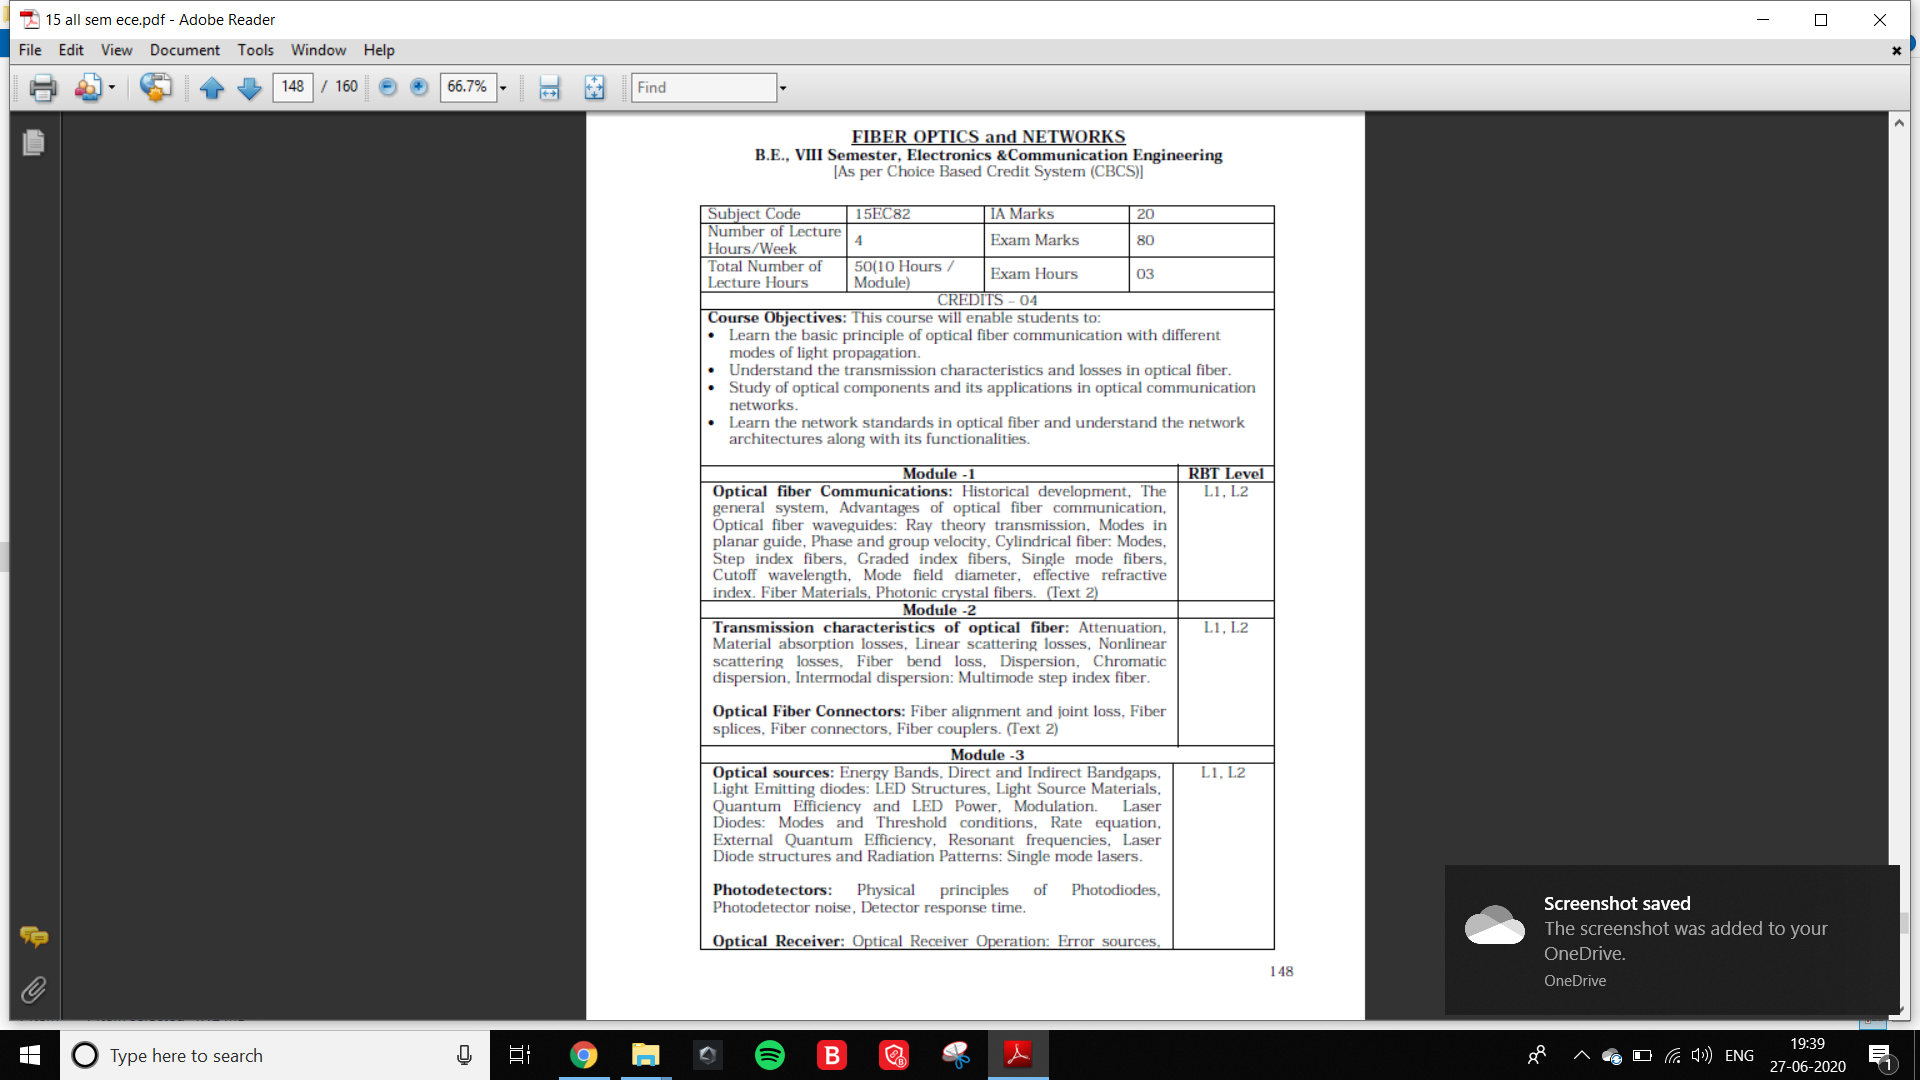 15 all sem ece.pdf - Adobe Reader
File Edit View Document Tools Window Help
148 / 160 66.7% Find
FIBER OPTICS and NETWORKS
B.E., VIII Semester, Electronics &Communication Engineering
[As per Choice Based Credit System (CBCS)]
Subject Code 15EC82 IA Marks 20
Number of Lecture Hours/Week 4 Exam Marks 80
Total Number of Lecture Hours 50(10 Hours / Module) Exam Hours 03
CREDITS – 04
Course Objectives: This course will enable students to:
• Learn the basic principle of optical fiber communication with different
modes of light propagation.
• Understand the transmission characteristics and losses in optical fiber.
• Study of optical components and its applications in optical communication
networks.
• Learn the network standards in optical fiber and understand the network
architectures along with its functionalities.
Module -1 RBT Level
Optical fiber Communications: Historical development, The L1, L2
general system, Advantages of optical fiber communication,
Optical fiber waveguides: Ray theory transmission, Modes in
planar guide, Phase and group velocity, Cylindrical fiber: Modes,
Step index fibers, Graded index fibers, Single mode fibers,
Cutoff wavelength, Mode field diameter, effective refractive
index. Fiber Materials, Photonic crystal fibers. (Text 2)
Module -2
Transmission characteristics of optical fiber: Attenuation, L1, L2
Material absorption losses, Linear scattering losses, Nonlinear
scattering losses, Fiber bend loss, Dispersion, Chromatic
dispersion, Intermodal dispersion: Multimode step index fiber.
Optical Fiber Connectors: Fiber alignment and joint loss, Fiber
splices, Fiber connectors, Fiber couplers. (Text 2)
Module -3
Optical sources: Energy Bands, Direct and Indirect Bandgaps, L1, L2
Light Emitting diodes: LED Structures, Light Source Materials,
Quantum Efficiency and LED Power, Modulation. Laser
Diodes: Modes and Threshold conditions, Rate equation,
External Quantum Efficiency, Resonant frequencies, Laser
Diode structures and Radiation Patterns: Single mode lasers.
Photodetectors: Physical principles of Photodiodes,
Photodetector noise, Detector response time.
Optical Receiver: Optical Receiver Operation: Error sources,
148
Screenshot saved
The screenshot was added to your
OneDrive.
OneDrive
Type here to search
ENG
19:39
27-06-2020
1